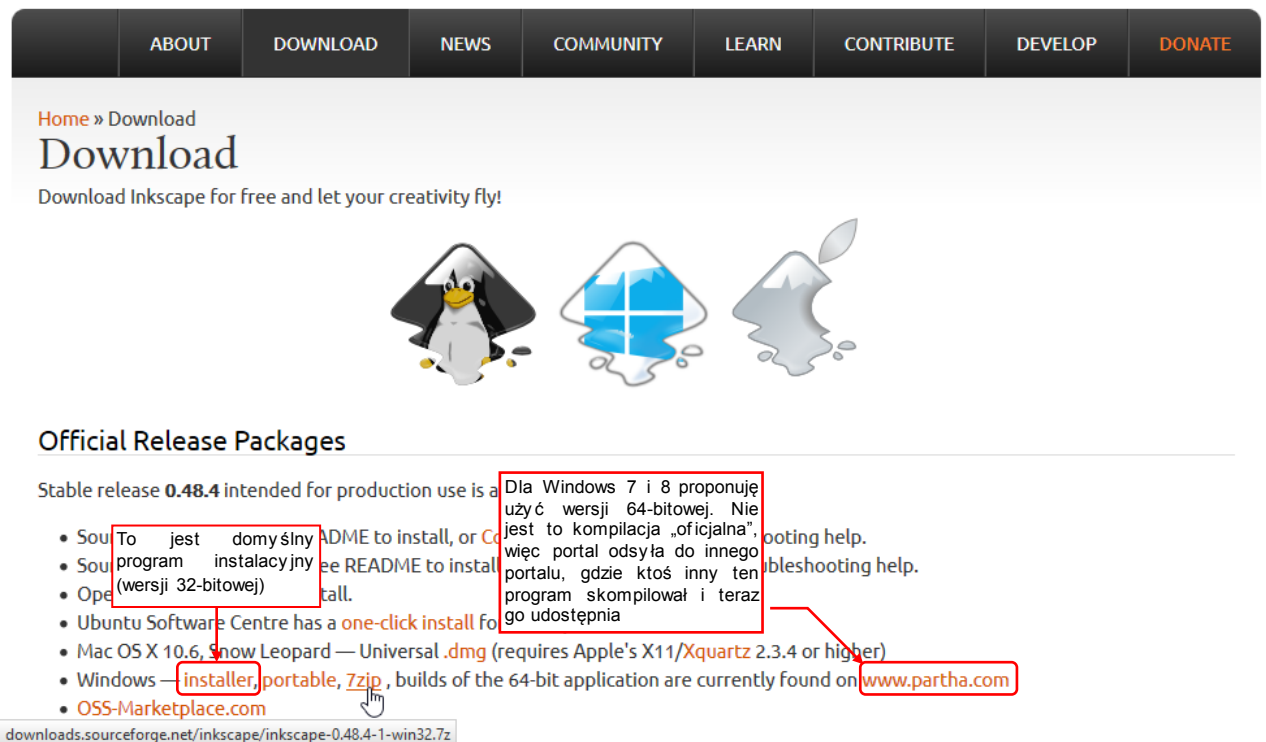 ABOUT DOWNLOAD NEWS COMMUNITY LEARN CONTRIBUTE DEVELOP DONATE
Home » Download
Download
Download Inkscape for free and let your creativity fly!
Official Release Packages
Stable release 0.48.4 intended for production use is a
Dla Windows 7 i 8 proponuję
użyć wersji 64-bitowej. Nie
jest to kompilacja „oficjalna”,
więc portal odsyła do innego
portalu, gdzie ktoś inny ten
program skompilował i teraz
go udostępnia
To jest domyślny
program instalacyjny
(wersji 32-bitowej)
• Sour ADME to install, or Co ooting help.
• Sour ee README to install ubleshooting help.
• Ope tall.
• Ubuntu Software Centre has a one-click install fo
• Mac OS X 10.6, Snow Leopard — Universal .dmg (requires Apple's X11/Xquartz 2.3.4 or higher)
• Windows — installer, portable, 7zip , builds of the 64-bit application are currently found on www.partha.com
• OSS-Marketplace.com
downloads.sourceforge.net/inkscape/inkscape-0.48.4-1-win32.7z